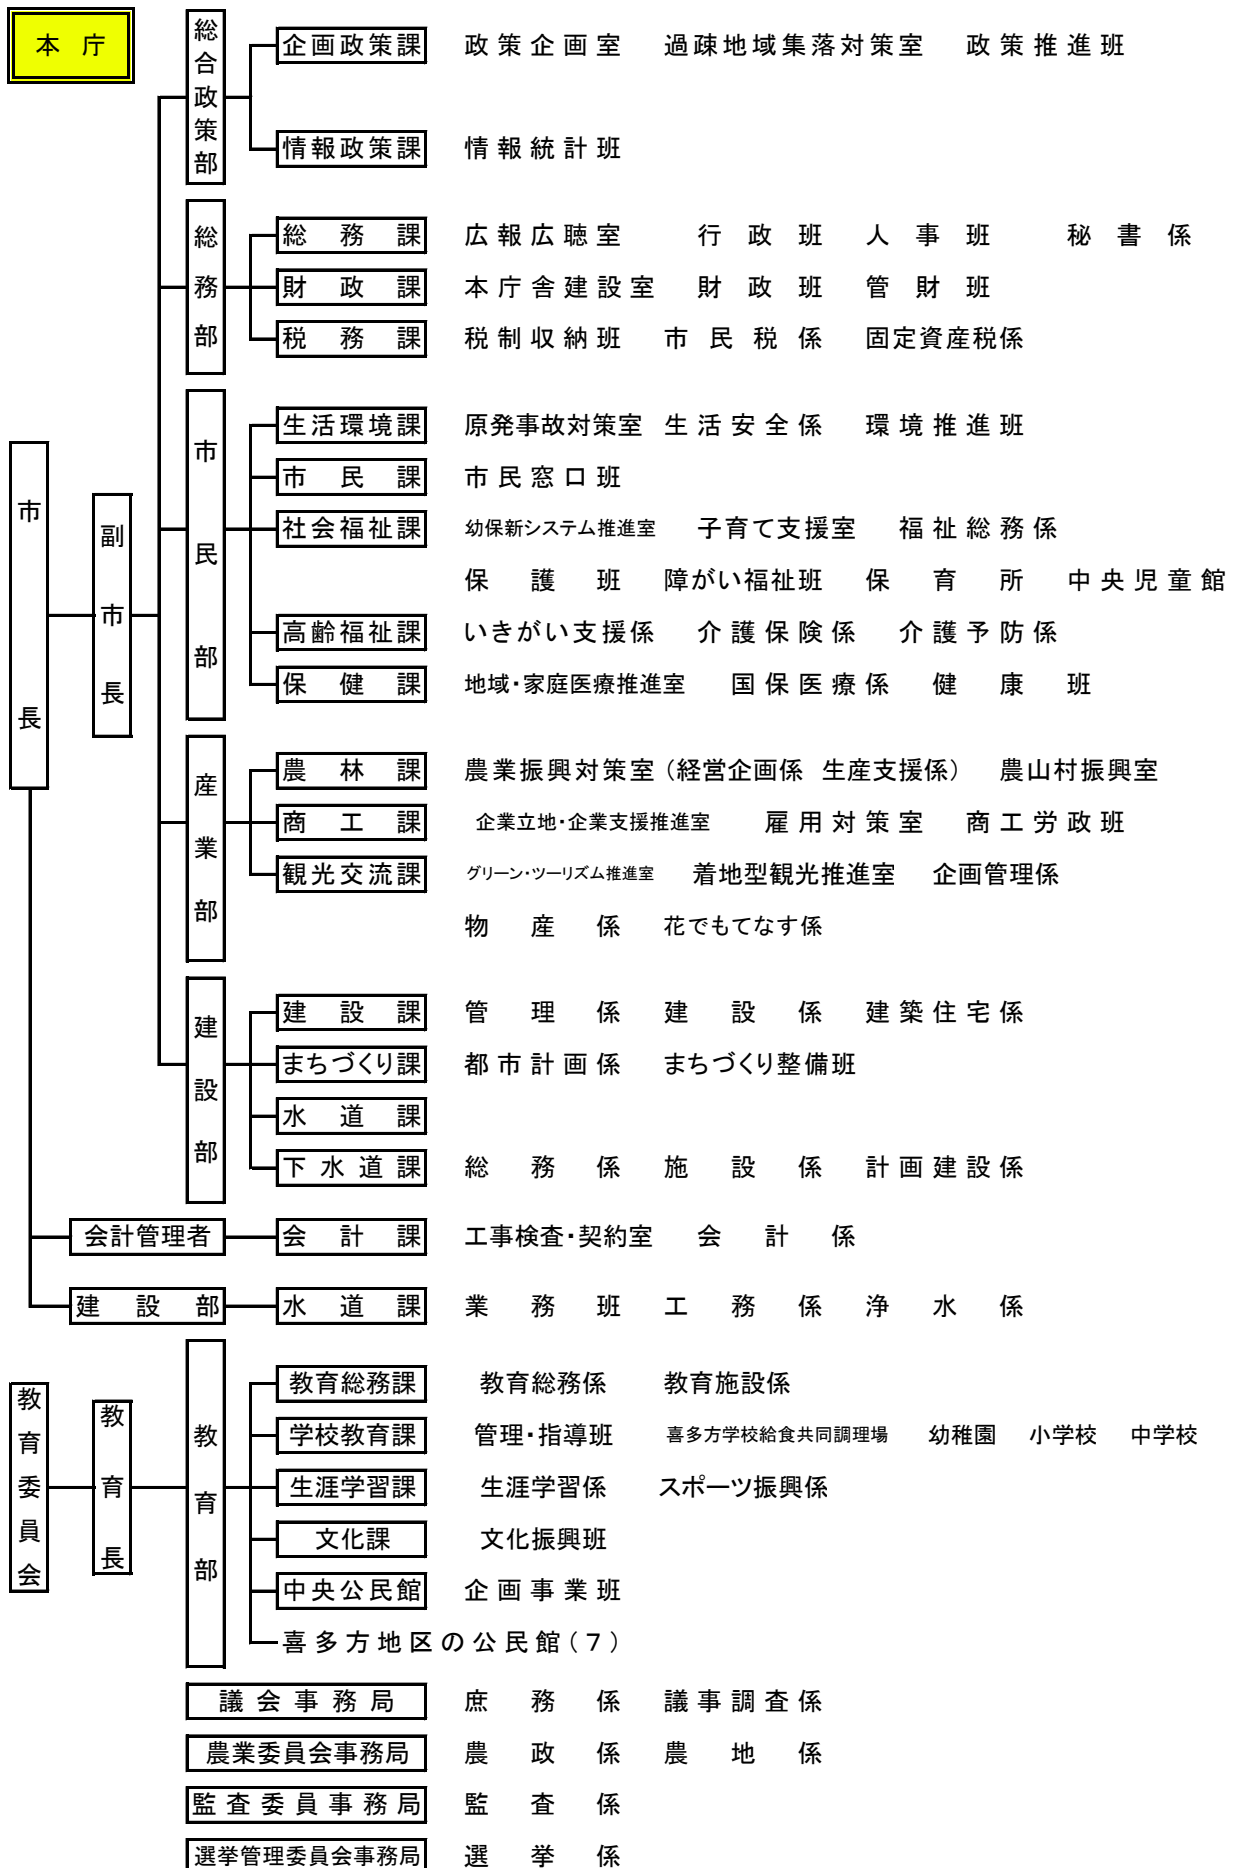 本庁
総合政策部
企画政策課 政策企画室 過疎地域集落対策室 政策推進班
情報政策課 情報統計班
総務部
総務課 広報広聴室 行政班 人事班 秘書係
財政課 本庁舎建設室 財政班 管財班
税務課 税制収納班 市民税係 固定資産税係
市民部
生活環境課 原発事故対策室 生活安全係 環境推進班
市民課 市民窓口班
社会福祉課 幼保新システム推進室 子育て支援室 福祉総務係
保護班 障がい福祉班 保育所 中央児童館
高齢福祉課 いきがい支援係 介護保険係 介護予防係
保健課 地域・家庭医療推進室 国保医療係 健康班
市長
副市長
産業部
農林課 農業振興対策室(経営企画係 生産支援係) 農山村振興室
商工課 企業立地・企業支援推進室 雇用対策室 商工労政班
観光交流課 グリーン・ツーリズム推進室 着地型観光推進室 企画管理係
物産係 花でもてなす係
建設部
建設課 管理係 建設係 建築住宅係
まちづくり課 都市計画係 まちづくり整備班
水道課
下水道課 総務係 施設係 計画建設係
会計管理者 会計課 工事検査・契約室 会計係
建設部 水道課 業務班 工務係 浄水係
教育委員会
教育長
教育部
教育総務課 教育総務係 教育施設係
学校教育課 管理・指導班 喜多方学校給食共同調理場 幼稚園 小学校 中学校
生涯学習課 生涯学習係 スポーツ振興係
文化課 文化振興班
中央公民館 企画事業班
喜多方地区の公民館(7)
議会事務局 庶務係 議事調査係
農業委員会事務局 農政係 農地係
監査委員事務局 監査係
選挙管理委員会事務局 選挙係